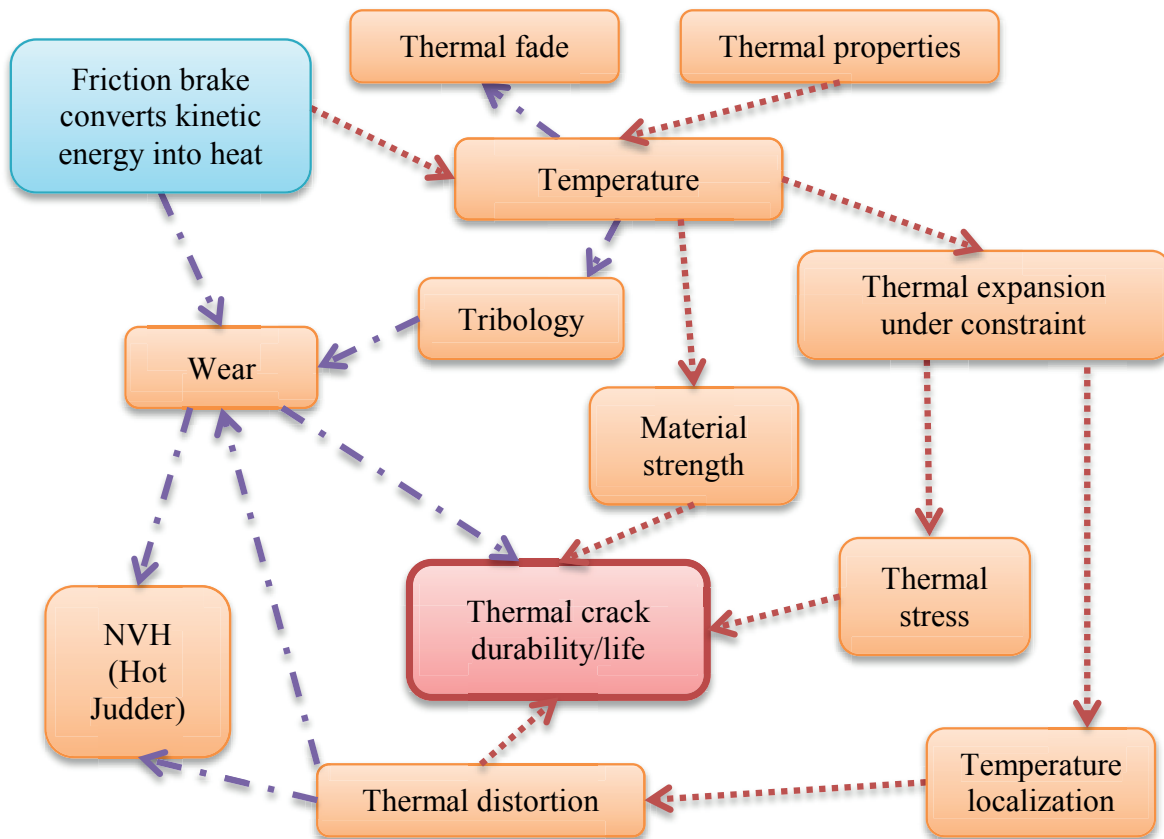 Thermal fade
Thermal properties
Friction brake
converts kinetic
energy into heat
Temperature
Thermal expansion
under constraint
Tribology
Wear
Material
strength
Thermal
stress
Thermal crack
durability/life
NVH
(Hot
Judder)
Temperature
localization
Thermal distortion